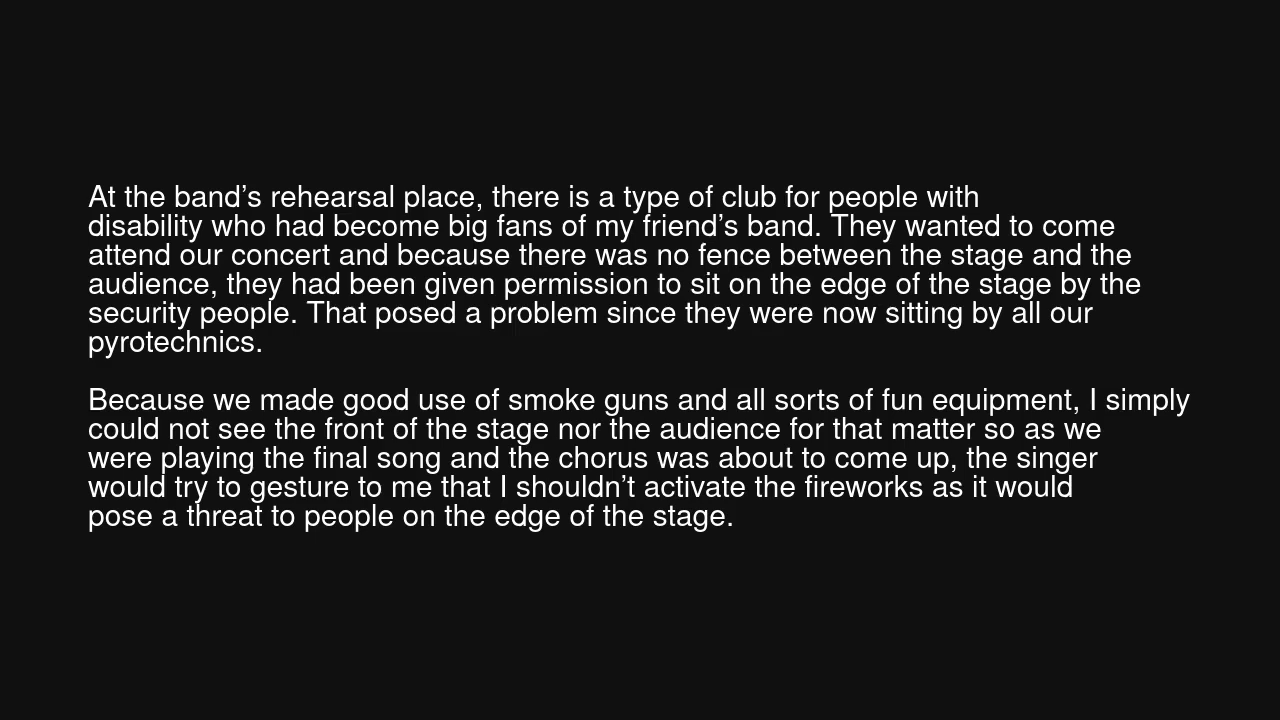 At the band’s rehearsal place, there is a type of club for people with
disability who had become big fans of my friend’s band. They wanted to come
attend our concert and because there was no fence between the stage and the
audience, they had been given permission to sit on the edge of the stage by the
security people. That posed a problem since they were now sitting by all our
pyrotechnics.
Because we made good use of smoke guns and all sorts of fun equipment, I simply
could not see the front of the stage nor the audience for that matter so as we
were playing the final song and the chorus was about to come up, the singer
would try to gesture to me that I shouldn’t activate the fireworks as it would
pose a threat to people on the edge of the stage.